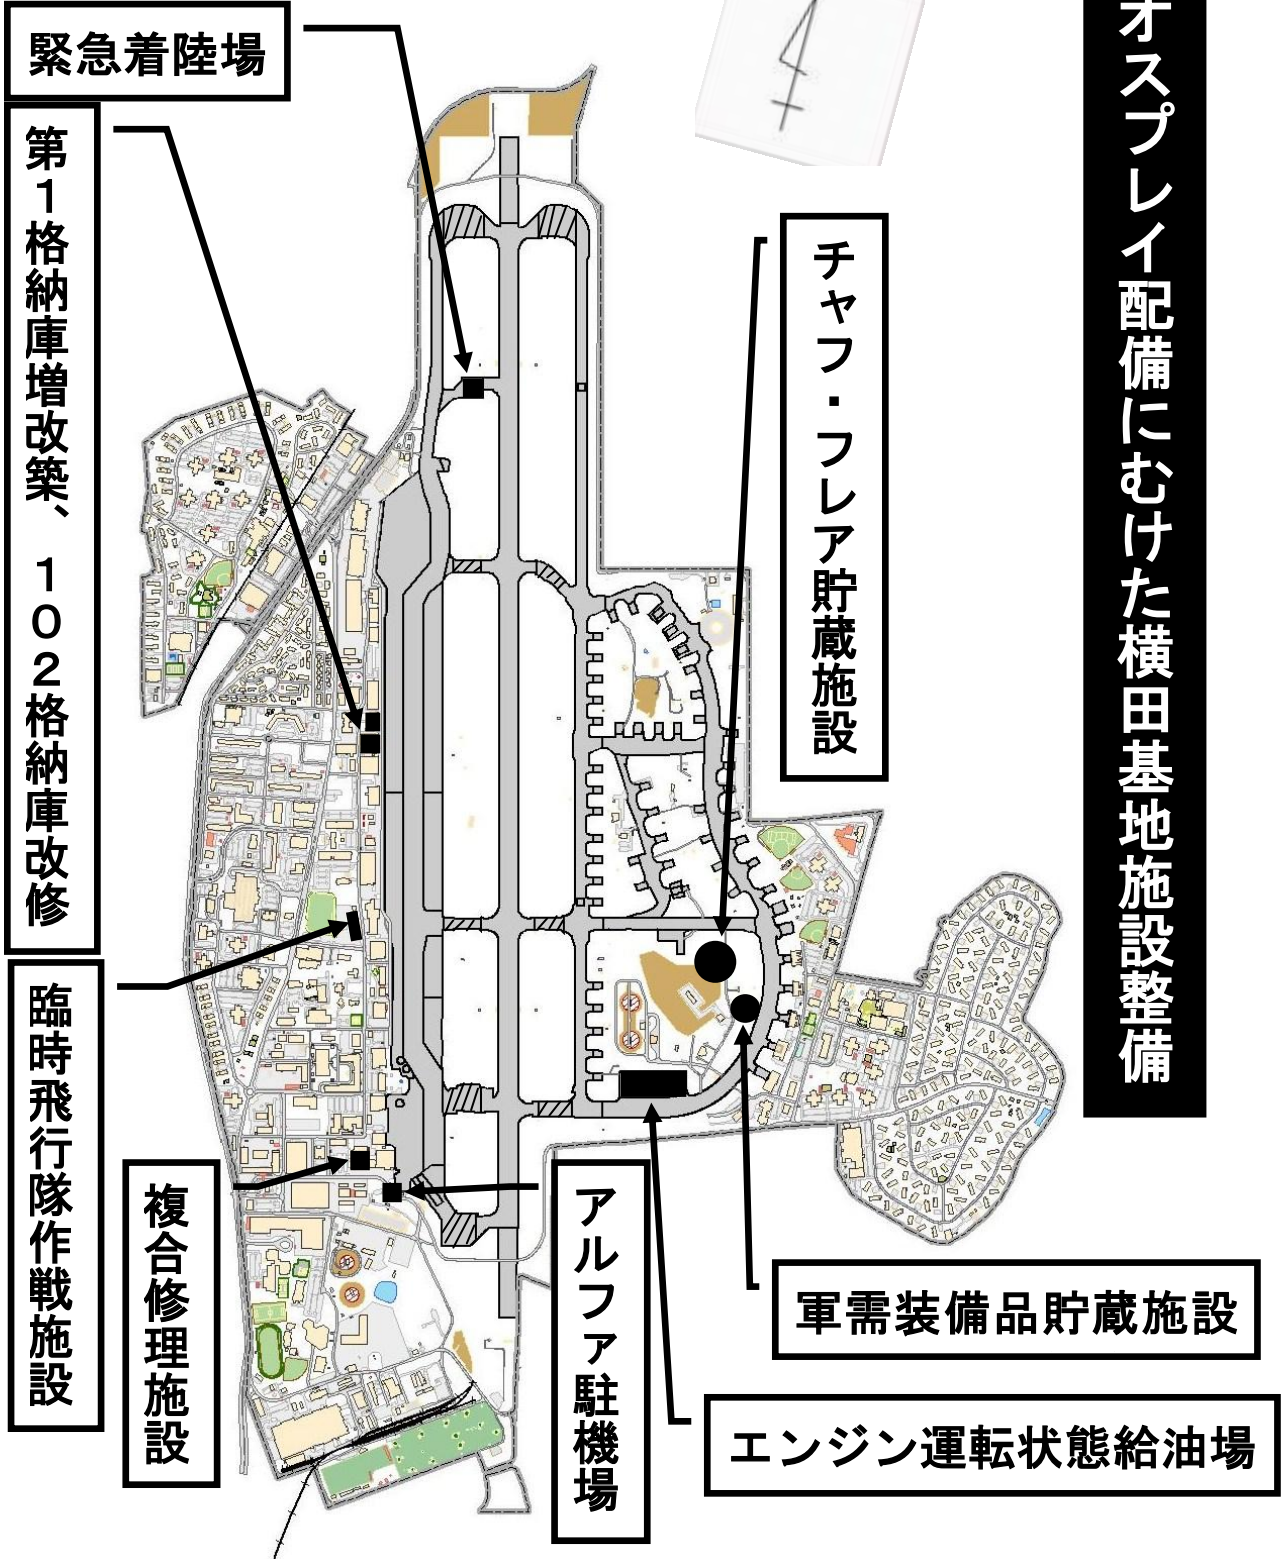 オスプレイ配備にむけた横田基地施設整備
緊急着陸場
第1格納庫増改築、102格納庫改修
チャフ・フレア貯蔵施設
臨時飛行隊作戦施設
複合修理施設
アルファ駐機場
軍需装備品貯蔵施設
エンジン運転状態給油場